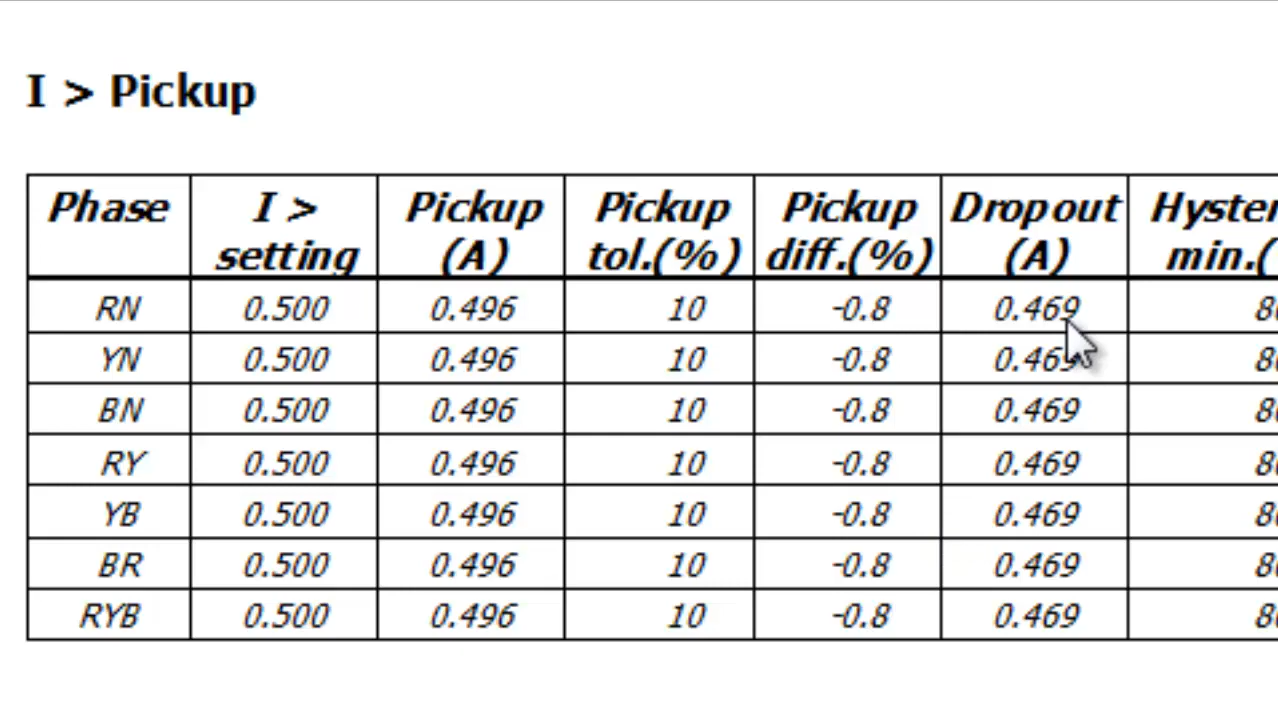 I > Pickup
Phase I > setting Pickup (A) Pickup tol.(%) Pickup diff.(%) Drop out (A)
RN 0.500 0.496 10 -0.8 0.469
YN 0.500 0.496 10 -0.8 0.469
BN 0.500 0.496 10 -0.8 0.469
RY 0.500 0.496 10 -0.8 0.469
YB 0.500 0.496 10 -0.8 0.469
BR 0.500 0.496 10 -0.8 0.469
RYB 0.500 0.496 10 -0.8 0.469